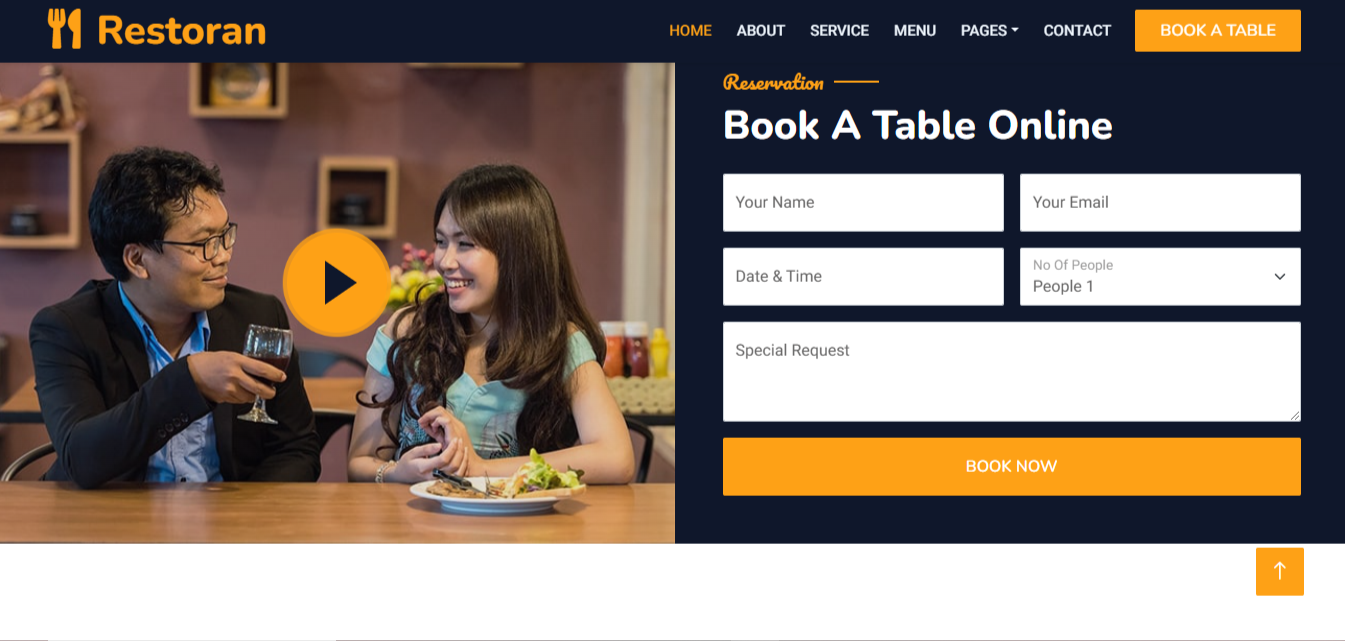 Restoran
HOME ABOUT SERVICE MENU PAGES CONTACT BOOK A TABLE
Reservation
Book A Table Online
Your Name Your Email
Date & Time No Of People
People 1
Special Request
BOOK NOW